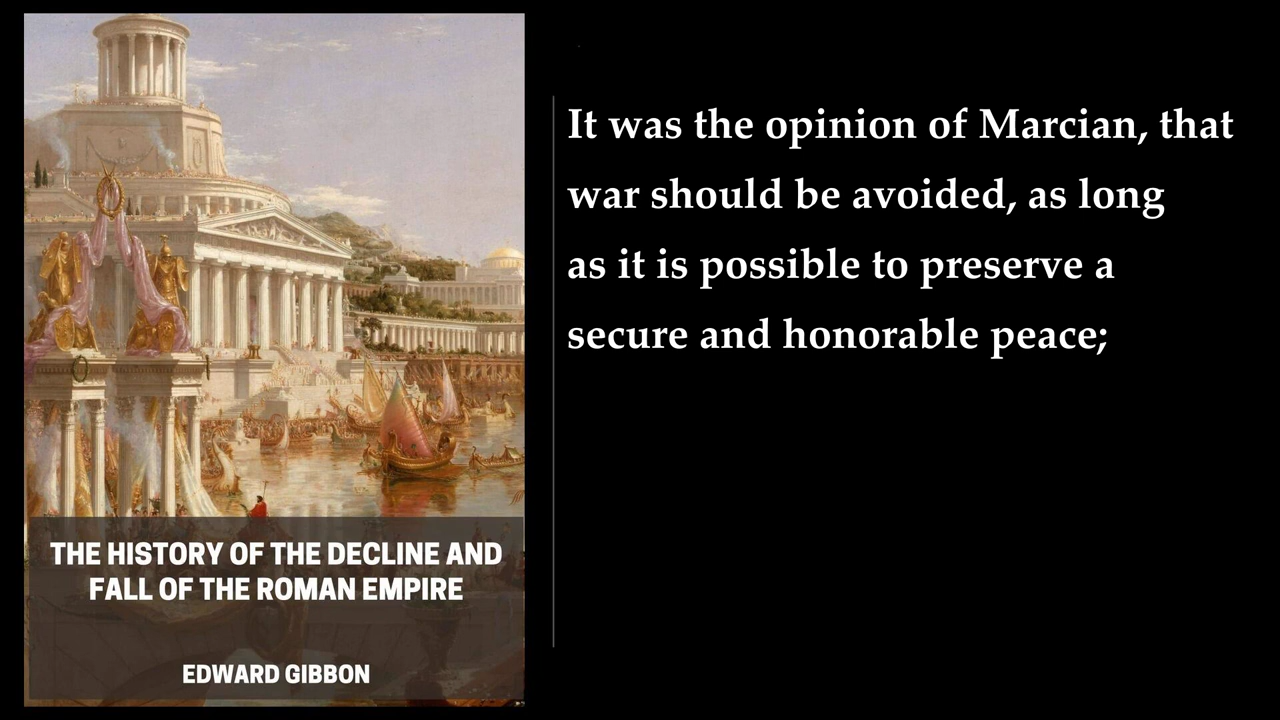 THE HISTORY OF THE DECLINE AND
FALL OF THE ROMAN EMPIRE
EDWARD GIBBON
It was the opinion of Marcian, that
war should be avoided, as long
as it is possible to preserve a
secure and honorable peace;